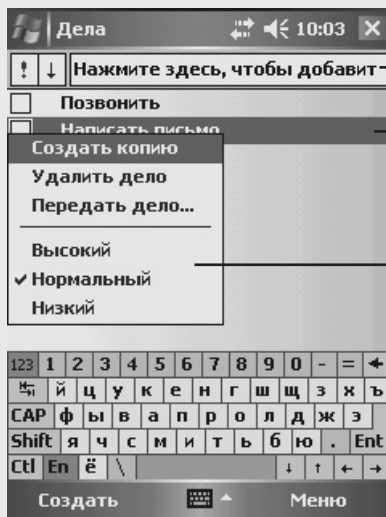 Дела 10:03
! ↓ Нажмите здесь, чтобы добавит
Позвонить
Написать письмо
Создать копию
Удалить дело
Передать дело...
Высокий
✓ Нормальный
Низкий
123 1 2 3 4 5 6 7 8 9 0 - =
й ц у к е н г ш щ з х ъ
CAP ф ы в а п р о л д ж э
Shift я ч с м и т ь б ю . Ent
Ctl En ё \ ↓ ↑ ← →
Создать Меню